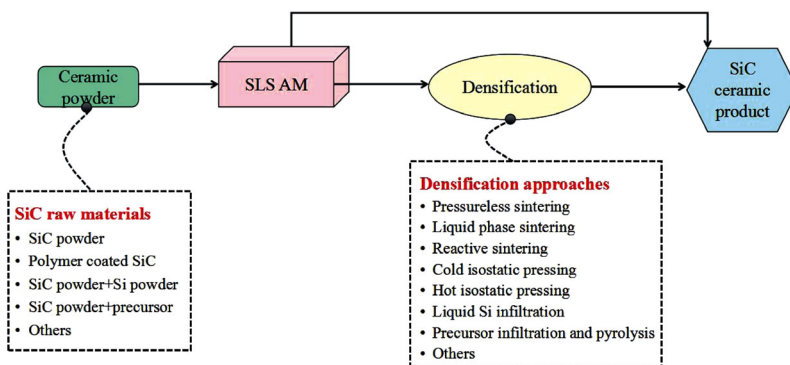 Ceramic
powder
SLS AM
Densification
SiC
ceramic
product
SiC raw materials
• SiC powder
• Polymer coated SiC
• SiC powder+Si powder
• SiC powder+precursor
• Others
Densification approaches
• Pressureless sintering
• Liquid phase sintering
• Reactive sintering
• Cold isostatic pressing
• Hot isostatic pressing
• Liquid Si infiltration
• Precursor infiltration and pyrolysis
• Others